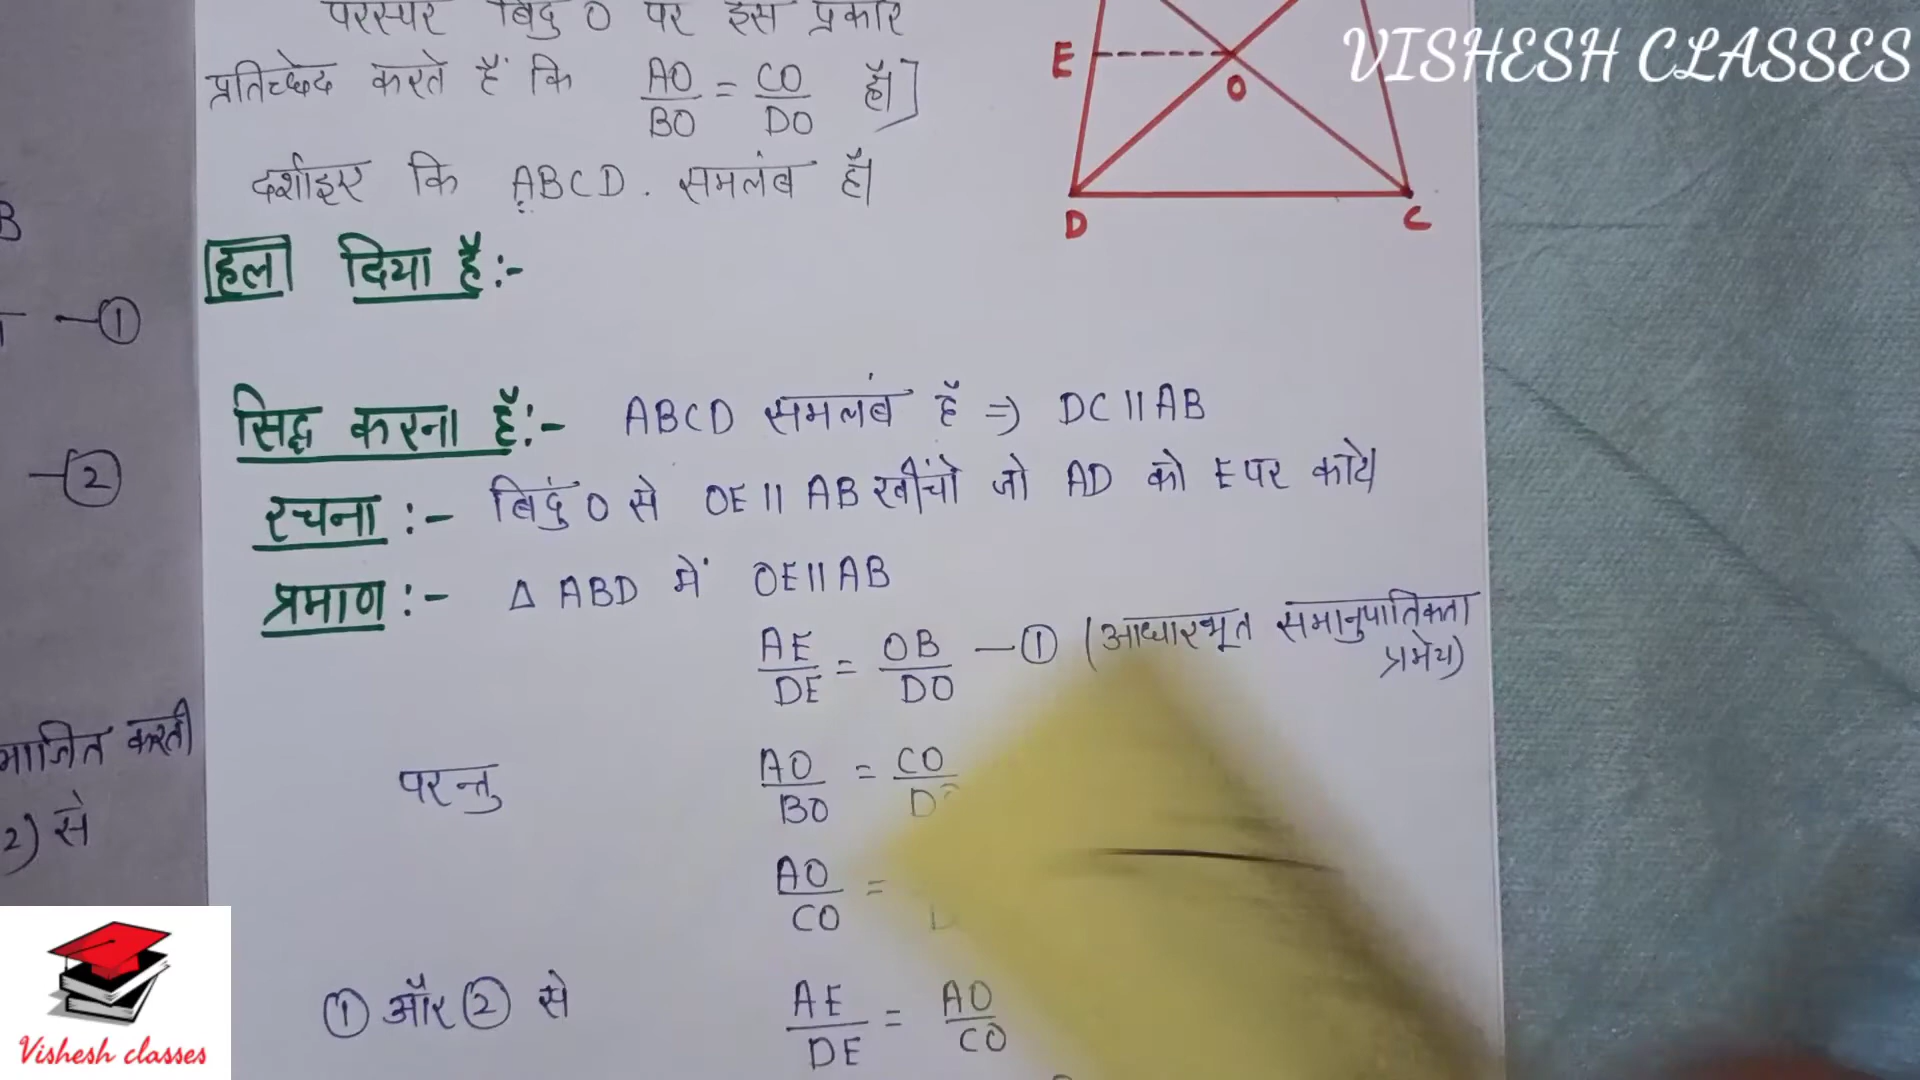 परस्पर बिंदु O पर इस प्रकार
प्रतिच्छेद करते हैं कि AO/BO = CO/DO है।]
दर्शाइए कि ABCD. समलंब है।
हल दिया है:-
सिद्ध करना है:- ABCD समलंब है ⇒ DC || AB
रचना :- बिंदु O से OE || AB खींचो जो AD को E पर काटे।
प्रमाण :- Δ ABD में OE || AB
AE/DE = OB/DO —① (आधारभूत समानुपातिकता
प्रमेय)
परन्तु AO/BO = CO
AO/CO =
① और ② से AE/DE = AO/CO
E
O
D
C
VISHESH CLASSES
B
—①
—②
2) से
Vishesh classes